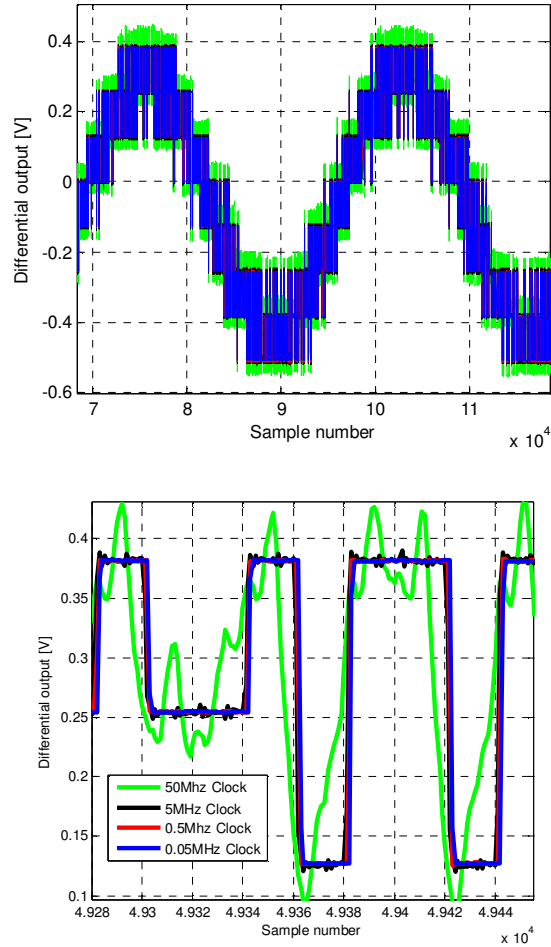 Differential output [V]
0.4
0.2
0
-0.2
-0.4
-0.6
7
8
9
10
11
Sample number
x 10^4
Differential output [V]
0.4
0.35
0.3
0.25
0.2
0.15
0.1
50Mhz Clock
5MHz Clock
0.5Mhz Clock
0.05MHz Clock
4.928
4.93
4.932
4.934
4.936
4.938
4.94
4.942
4.944
Sample number
x 10^4